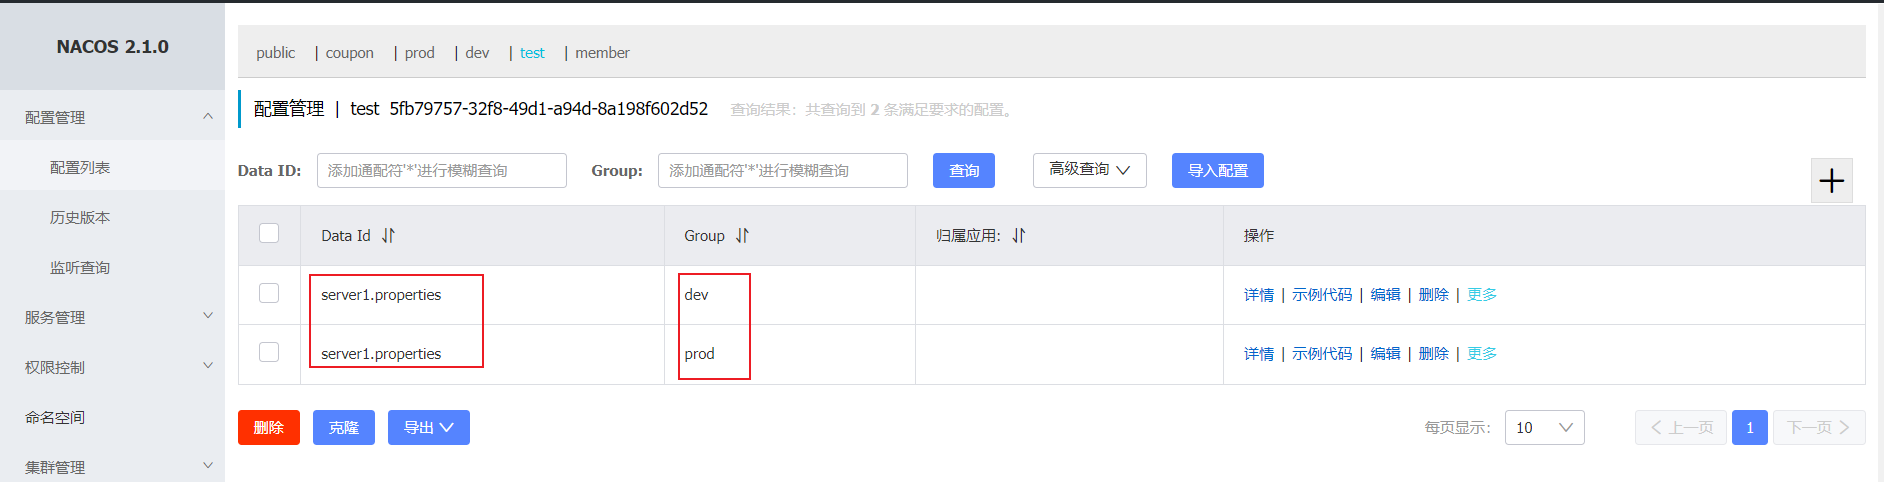 NACOS 2.1.0
配置管理
配置列表
历史版本
监听查询
服务管理
权限控制
命名空间
集群管理
public | coupon | prod | dev | test | member
配置管理 | test 5fb79757-32f8-49d1-a94d-8a198f602d52 查询结果：共查询到 2 条满足要求的配置。
Data ID: 添加通配符'*'进行模糊查询 Group: 添加通配符'*'进行模糊查询 查询 高级查询 导入配置
Data Id Group 归属应用: 操作
server1.properties dev 详情 | 示例代码 | 编辑 | 删除 | 更多
server1.properties prod 详情 | 示例代码 | 编辑 | 删除 | 更多
删除 克隆 导出 每页显示: 10 上一页 1 下一页